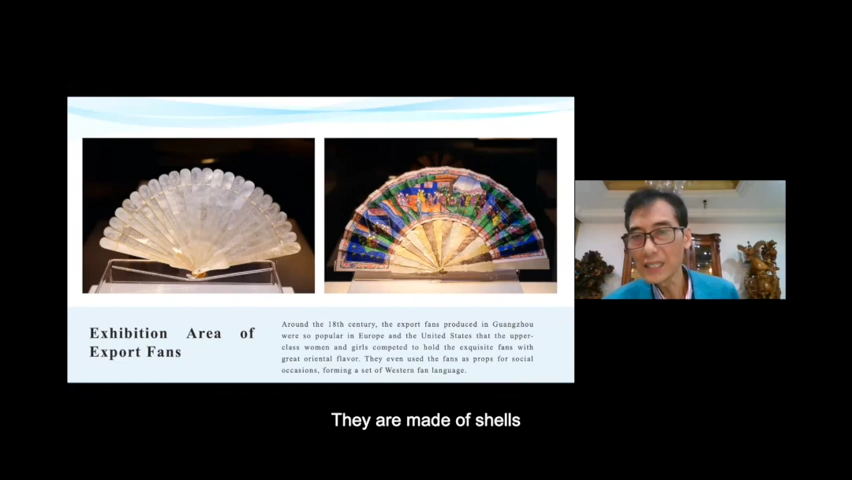 Exhibition Area of
Export Fans
Around the 18th century, the export fans produced in Guangzhou
were so popular in Europe and the United States that the upper-
class women and girls competed to hold the exquisite fans with
great oriental flavor. They even used the fans as props for social
occasions, forming a set of Western fan language.
They are made of shells